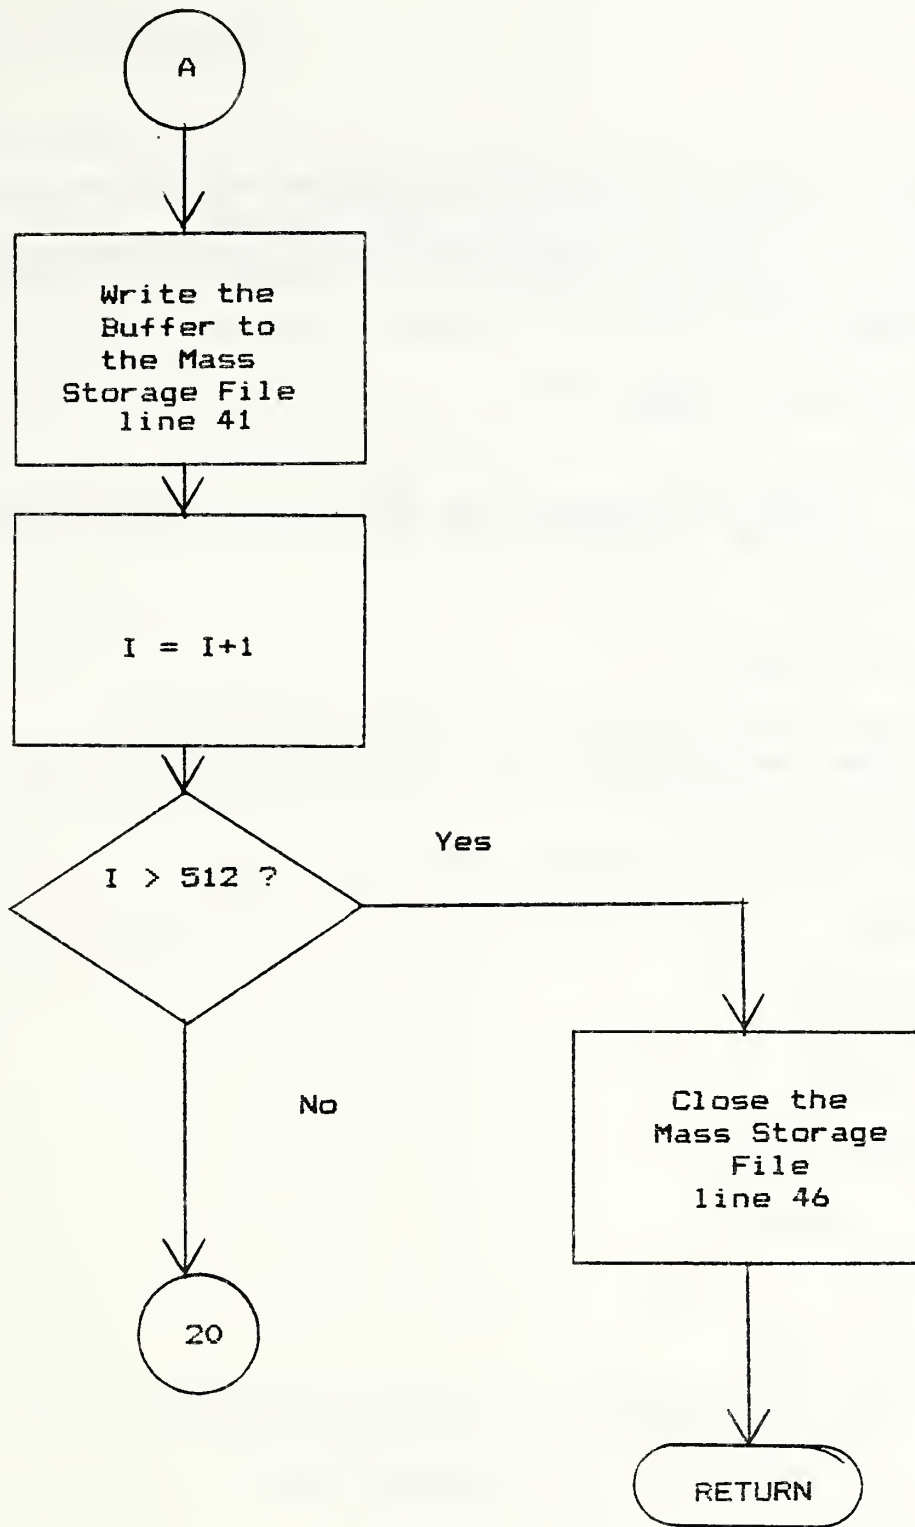 A
Write the
Buffer to
the Mass
Storage File
line 41
I = I+1
I > 512 ?
Yes
No
Close the
Mass Storage
File
line 46
20
RETURN